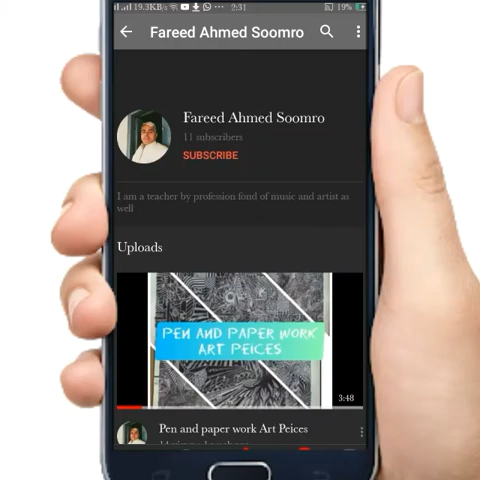 19.3KB/s ... 2:31 19%
Fareed Ahmed Soomro
Fareed Ahmed Soomro
11 subscribers
SUBSCRIBE
I am a teacher by profession fond of music and artist as
well
Uploads
PEN AND PAPER WORK
ART PEICES
3:48
Pen and paper work Art Peices